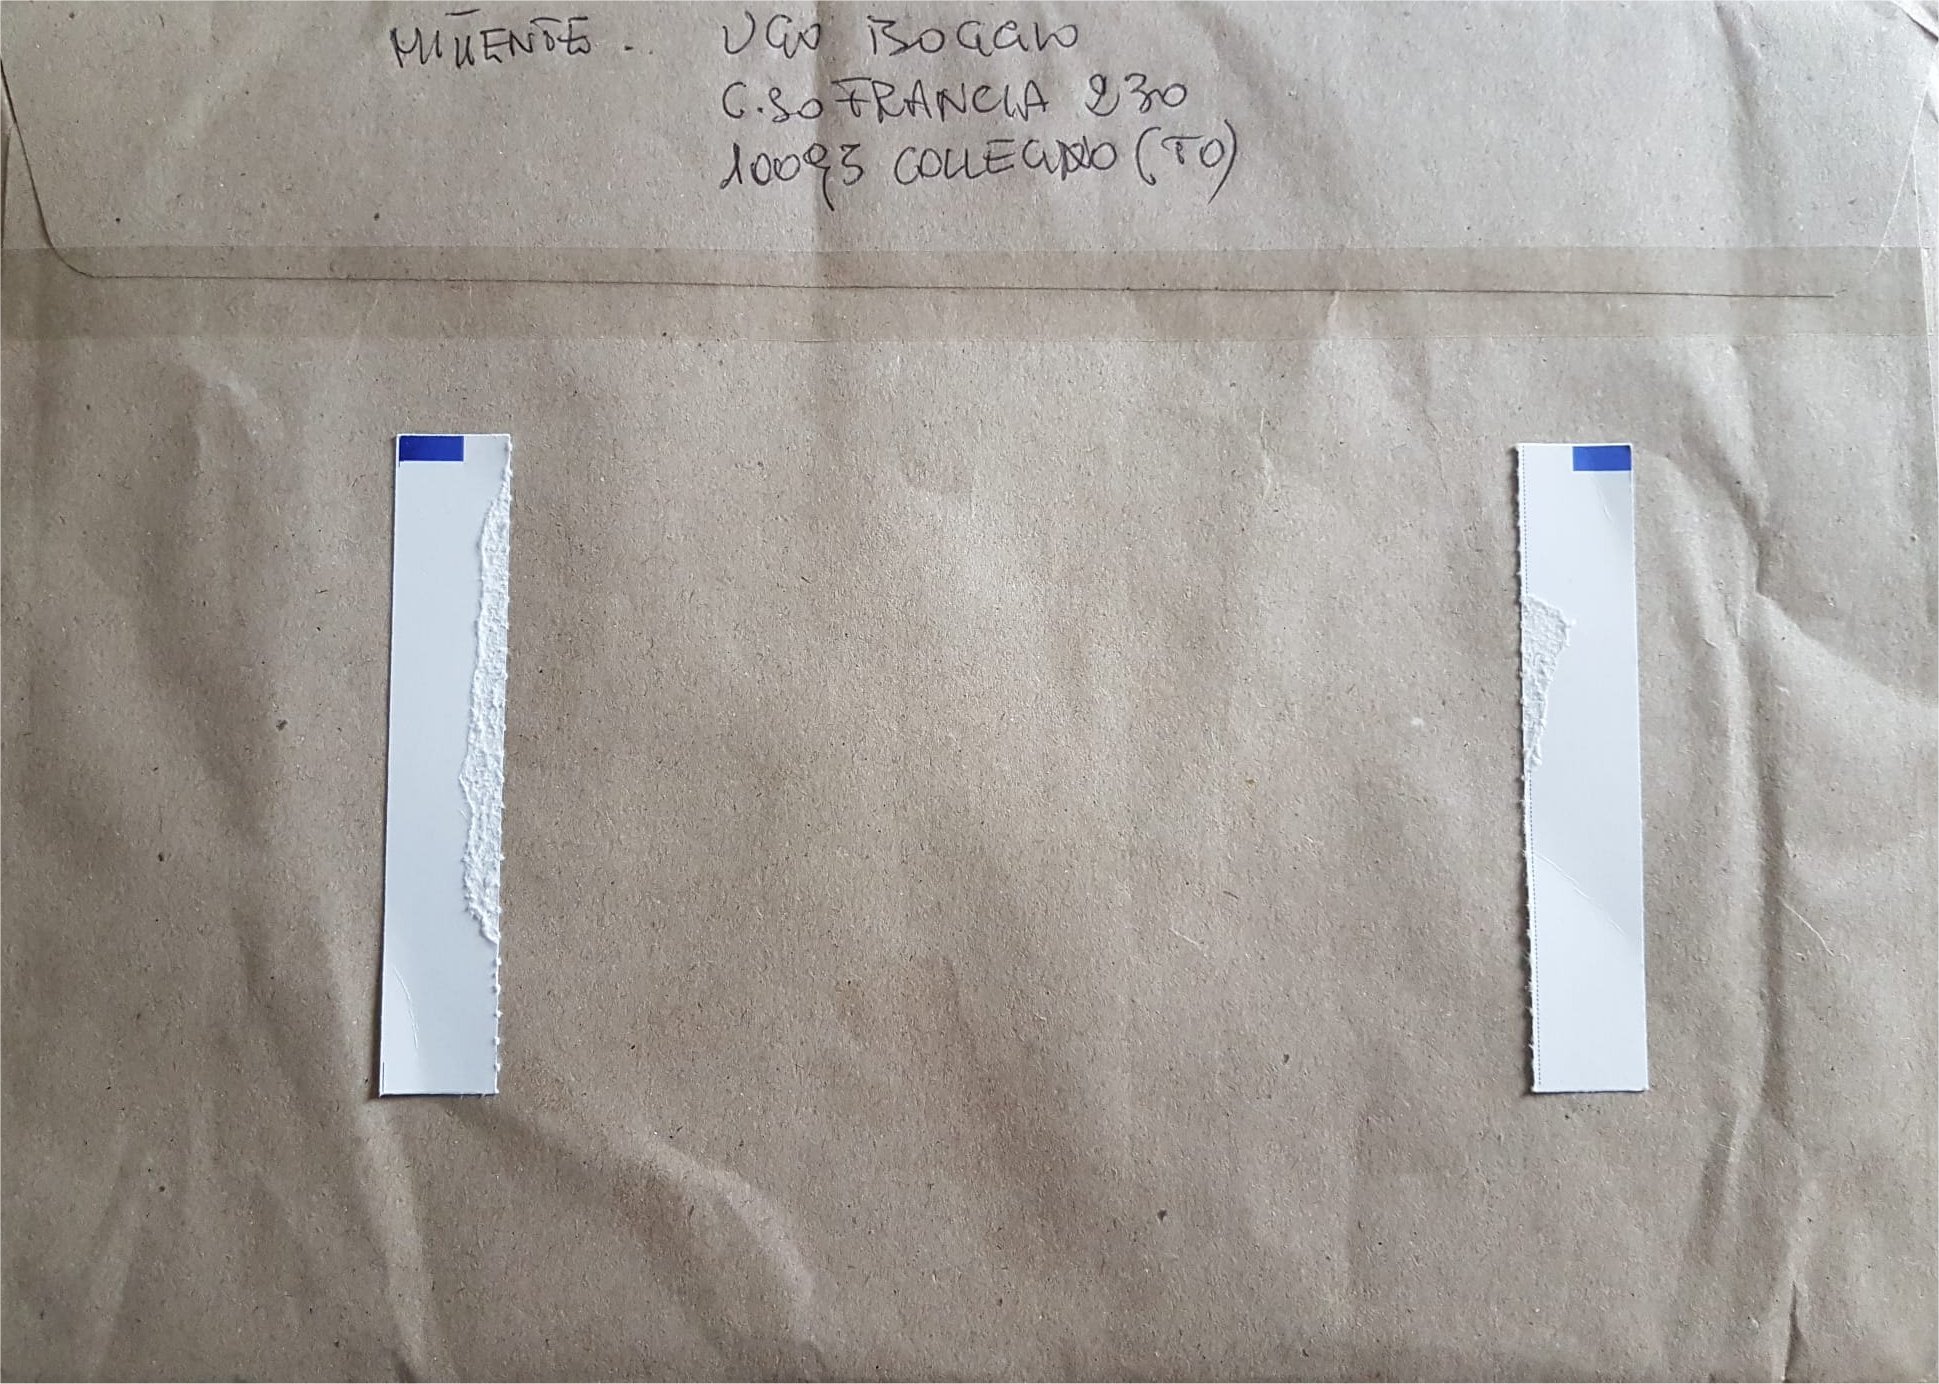 MITTENTE. UGO BOGGIO
C.SO FRANCIA 230
10093 COLLEGNO (TO)